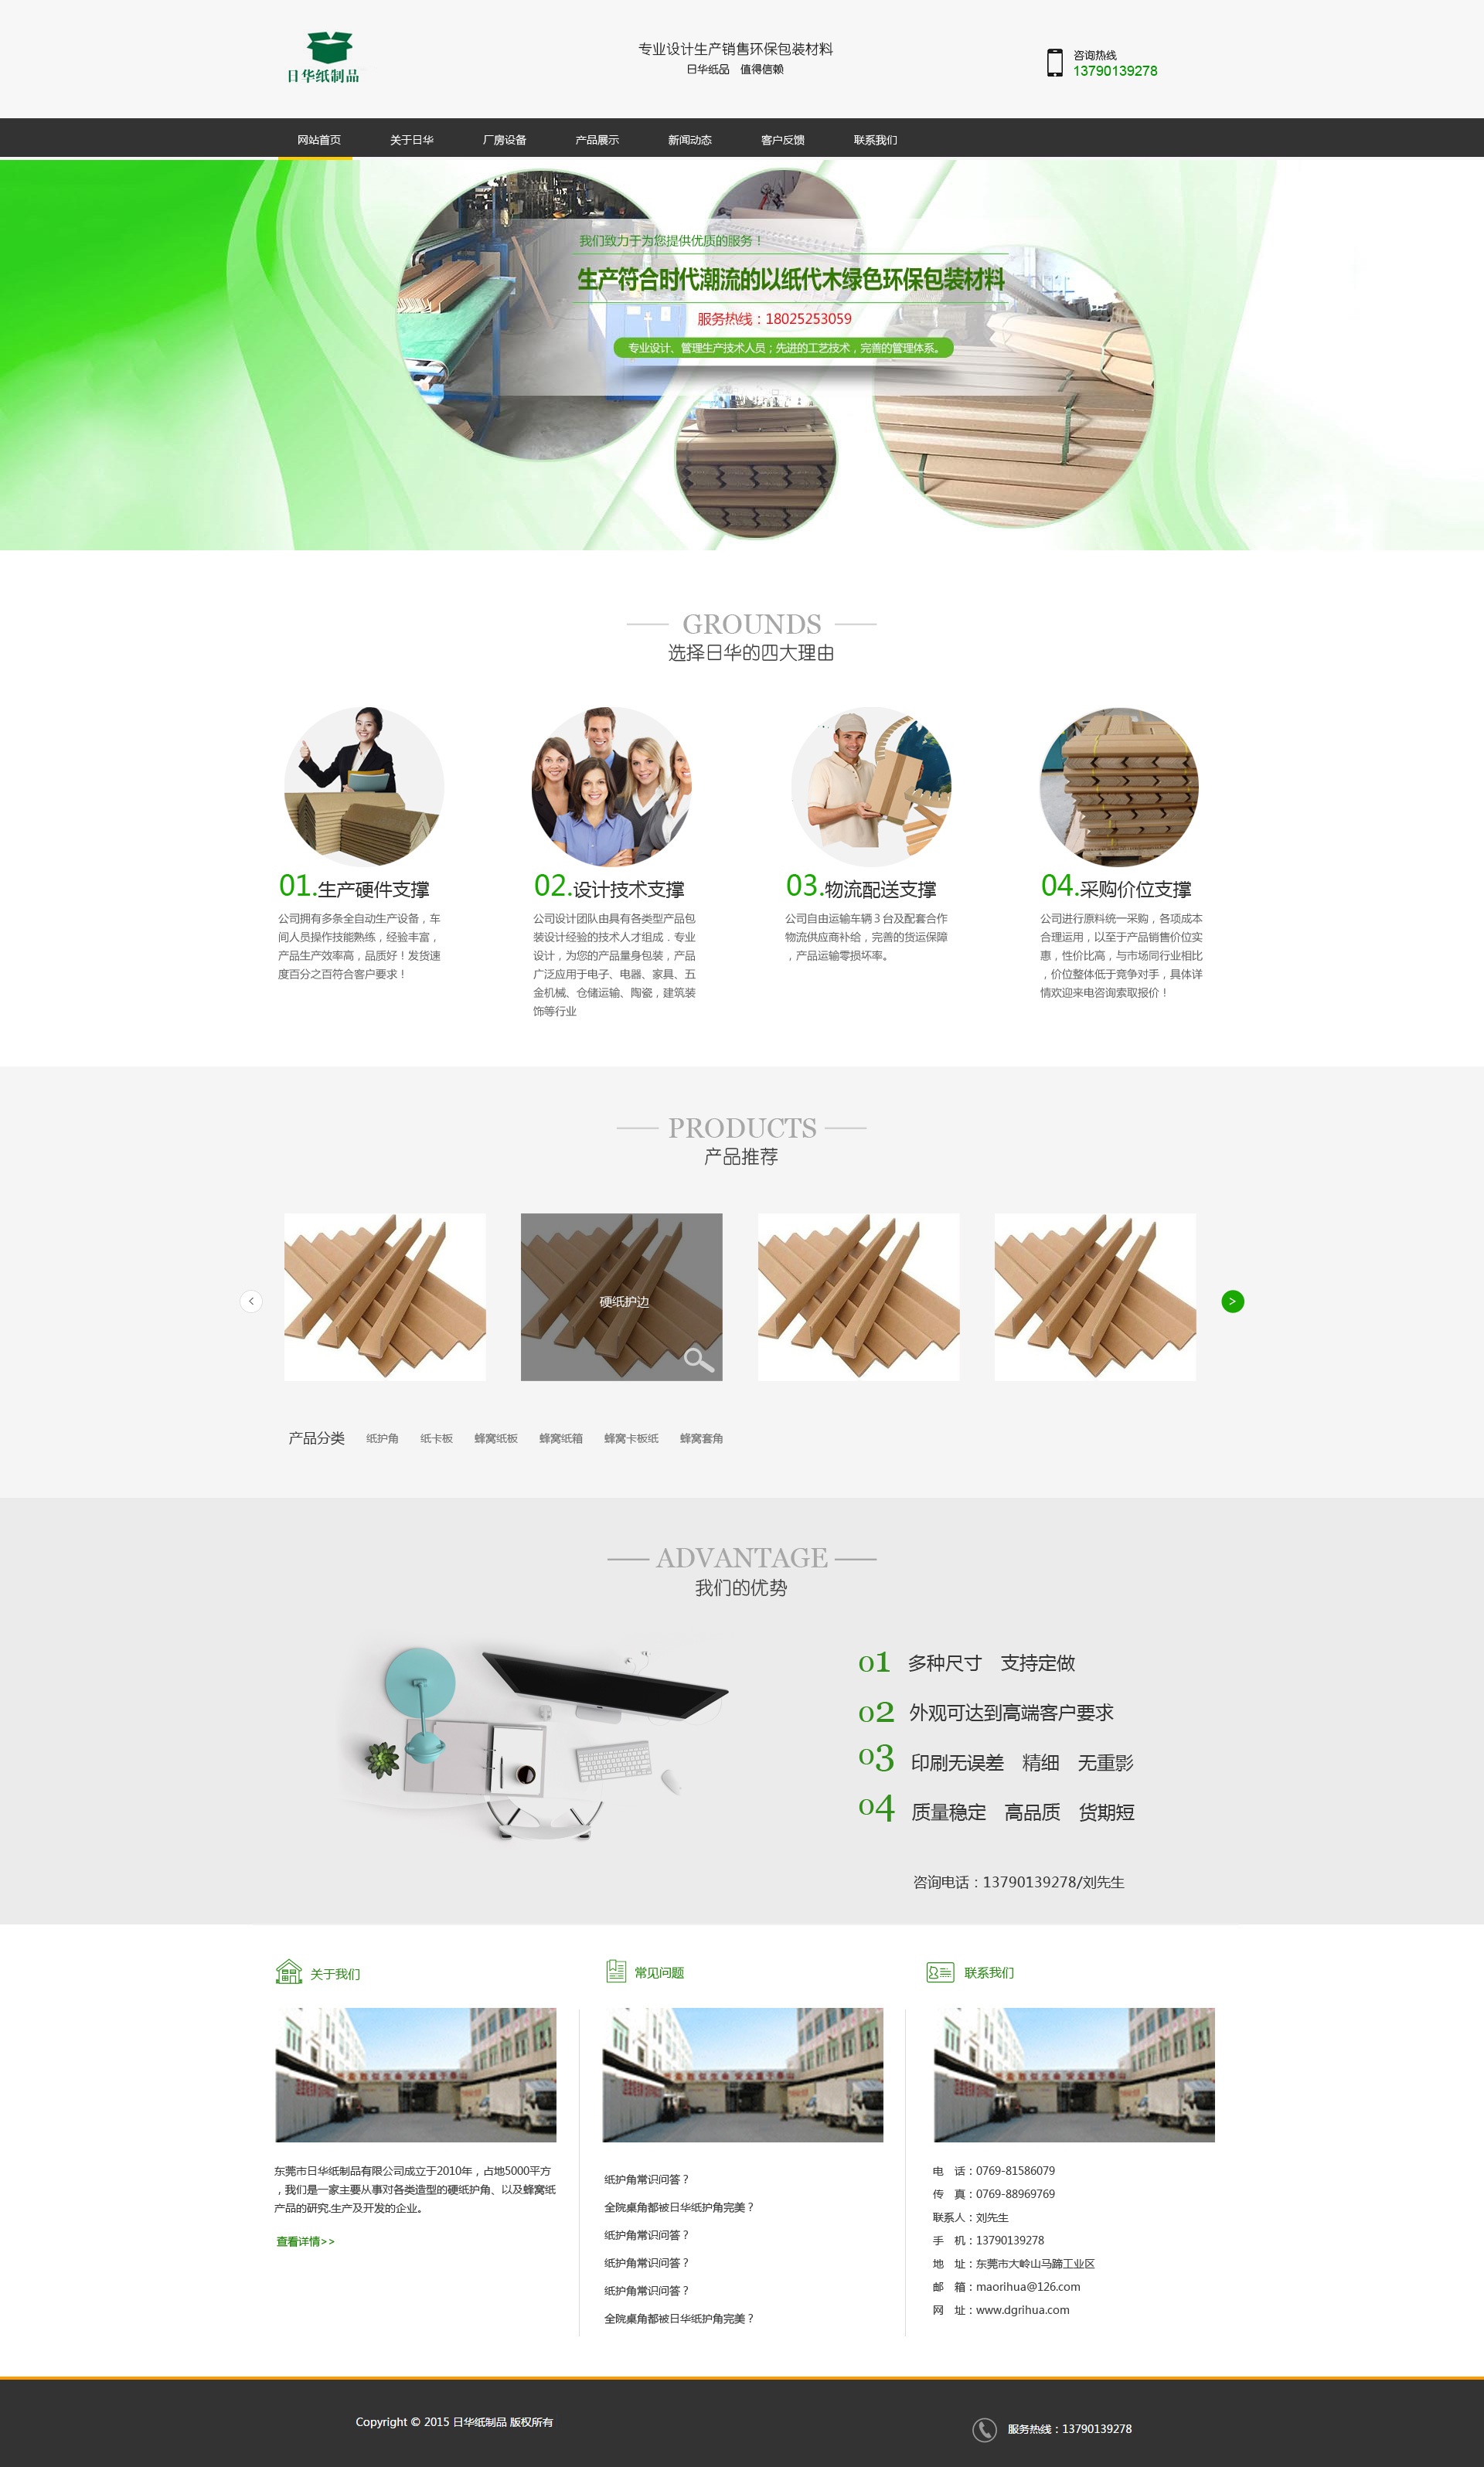 日华纸制品
专业设计生产销售环保包装材料
日华纸品 值得信赖
咨询热线
13790139278
网站首页 关于日华 厂房设备 产品展示 新闻动态 客户反馈 联系我们
我们致力于为您提供优质的服务！
生产符合时代潮流的以纸代木绿色环保包装材料
服务热线：18025253059
专业设计、管理生产技术人员；先进的工艺技术，完善的管理体系。
GROUNDS
选择日华的四大理由
01.生产硬件支撑
公司拥有多条全自动生产设备，车
间人员操作技能熟练，经验丰富，
产品生产效率高，品质好！发货速
度百分之百符合客户要求！
02.设计技术支撑
公司设计团队由具有各类型产品包
装设计经验的技术人才组成．专业
设计，为您的产品量身包装，产品
广泛应用于电子、电器、家具、五
金机械、仓储运输、陶瓷，建筑装
饰等行业
03.物流配送支撑
公司自由运输车辆 3 台及配套合作
物流供应商补给，完善的货运保障
，产品运输零损坏率。
04.采购价位支撑
公司进行原料统一采购，各项成本
合理运用，以至于产品销售价位实
惠，性价比高，与市场同行业相比
，价位整体低于竞争对手，具体详
情欢迎来电咨询索取报价！
PRODUCTS
产品推荐
<
硬纸护边
>
产品分类 纸护角 纸卡板 蜂窝纸板 蜂窝纸箱 蜂窝卡板纸 蜂窝套角
ADVANTAGE
我们的优势
01 多种尺寸 支持定做
02 外观可达到高端客户要求
03 印刷无误差 精细 无重影
04 质量稳定 高品质 货期短
咨询电话：13790139278/刘先生
关于我们
东莞市日华纸制品有限公司成立于2010年，占地5000平方
，我们是一家主要从事对各类造型的硬纸护角、以及蜂窝纸
产品的研究.生产及开发的企业。
查看详情>>
常见问题
纸护角常识问答？
全院桌角都被日华纸护角完美？
纸护角常识问答？
纸护角常识问答？
纸护角常识问答？
全院桌角都被日华纸护角完美？
联系我们
电 话：0769-81586079
传 真：0769-88969769
联系人：刘先生
手 机：13790139278
地 址：东莞市大岭山马蹄工业区
邮 箱：maorihua@126.com
网 址：www.dgrihua.com
Copyright © 2015 日华纸制品 版权所有
服务热线：13790139278